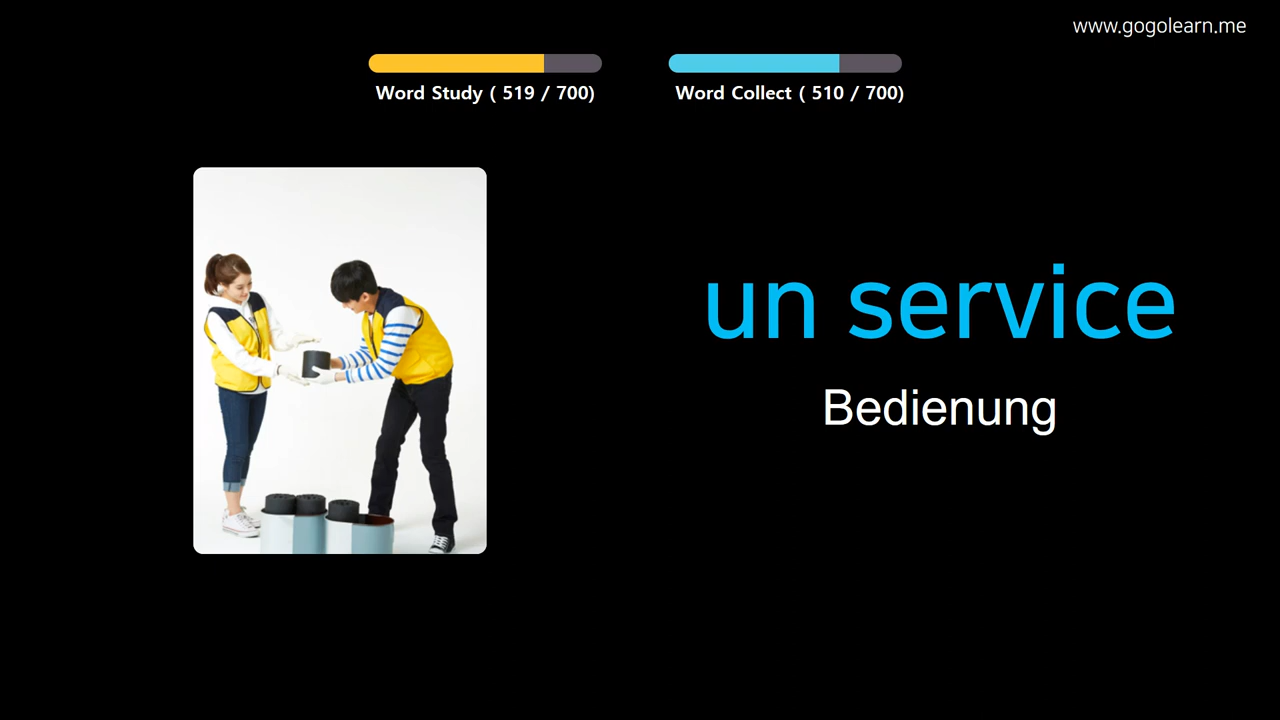 www.gogolearn.me
Word Study ( 519 / 700)
Word Collect ( 510 / 700)
un service
Bedienung